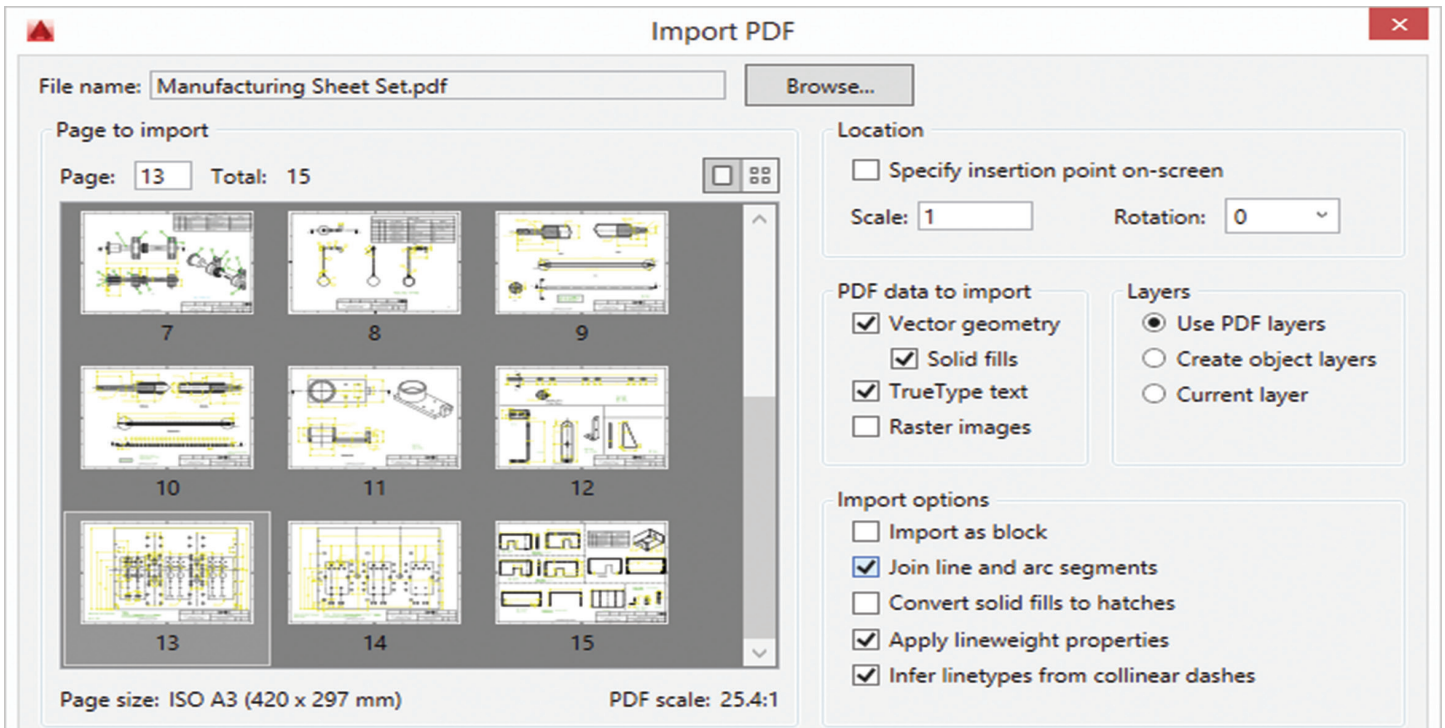 Import PDF
File name: Manufacturing Sheet Set.pdf Browse...
Page to import
Page: 13 Total: 15
7 8 9
10 11 12
13 14 15
Page size: ISO A3 (420 x 297 mm) PDF scale: 25.4:1
Location
Specify insertion point on-screen
Scale: 1 Rotation: 0
PDF data to import
Vector geometry
Solid fills
TrueType text
Raster images
Layers
Use PDF layers
Create object layers
Current layer
Import options
Import as block
Join line and arc segments
Convert solid fills to hatches
Apply lineweight properties
Infer linetypes from collinear dashes